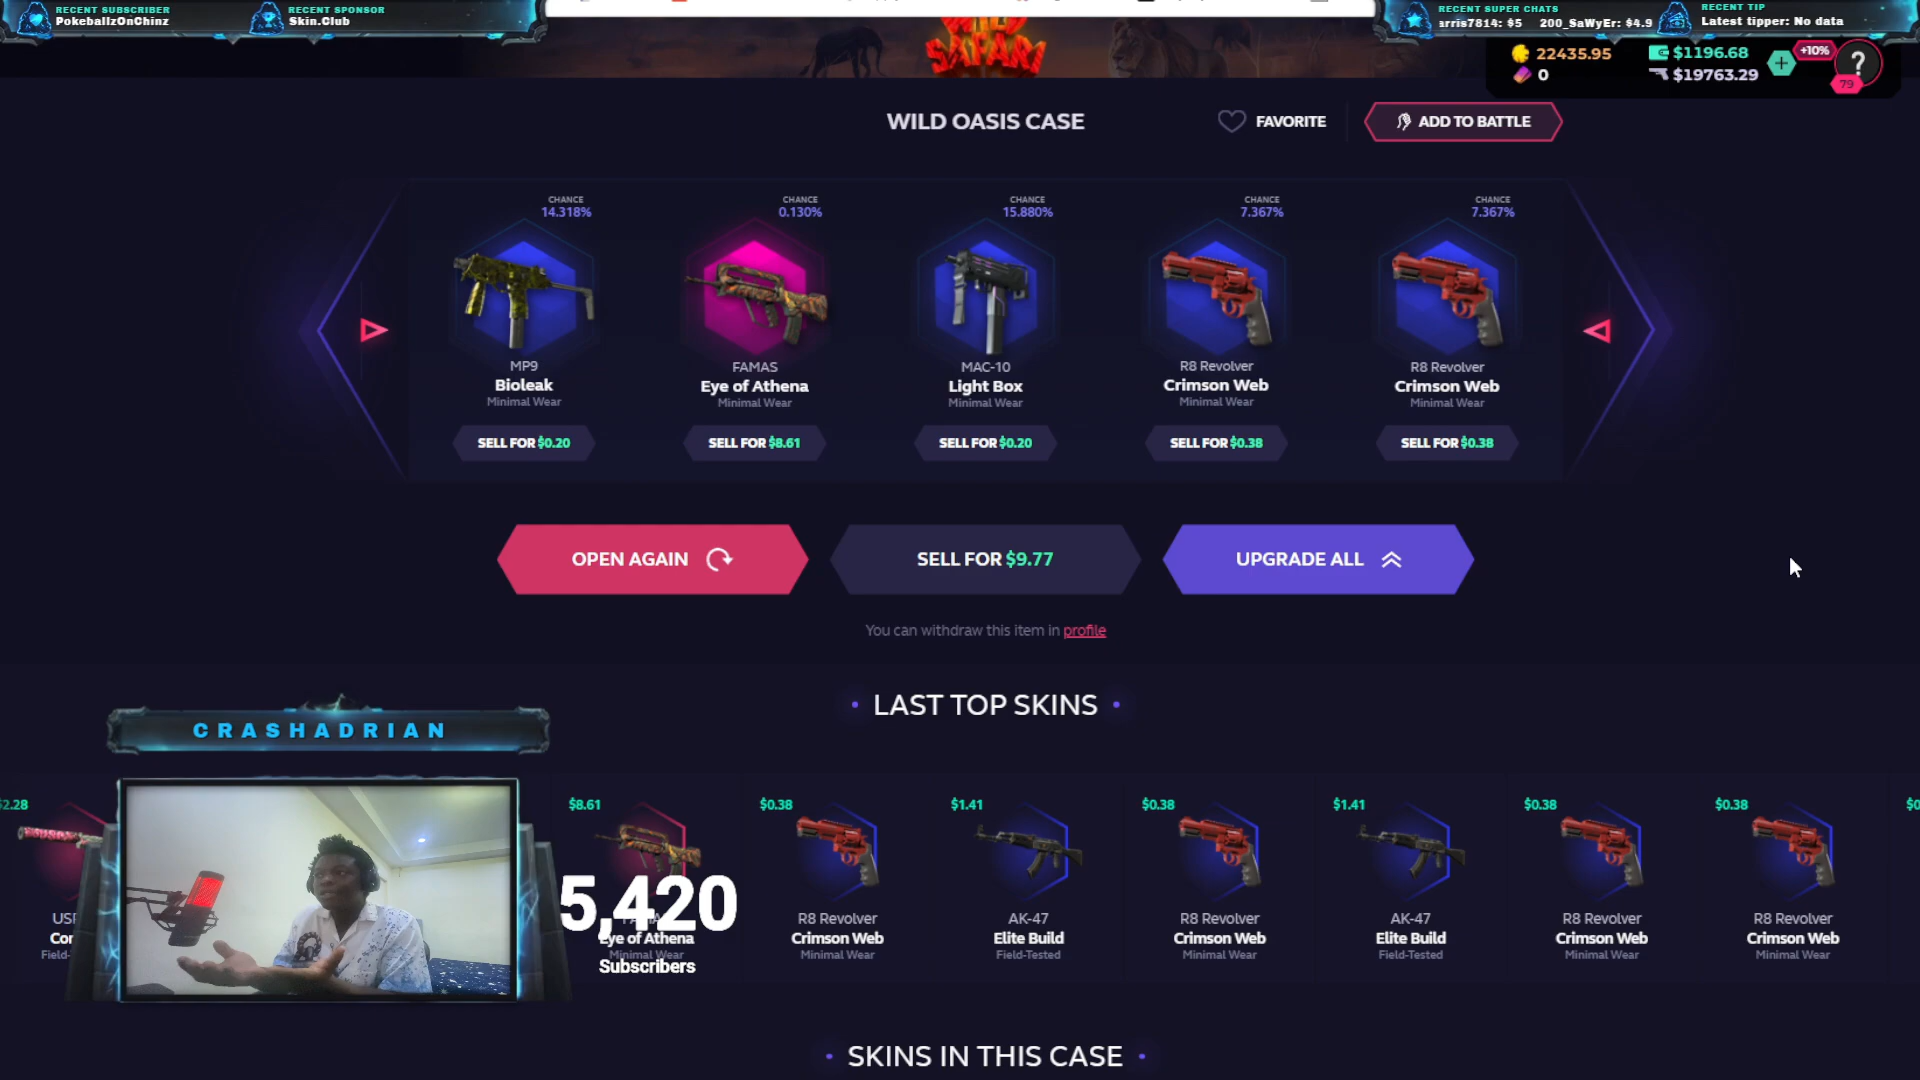 RECENT SUBSCRIBER
PokeballzOnChinz
RECENT SPONSOR
Skin.Club
RECENT SUPER CHATS
arris7814: $5 200_SaWyEr: $4.9
RECENT TIP
Latest tipper: No data
WILD
SAFARI
22435.95
0
$1196.68
$19763.29
+10%
?
79
WILD OASIS CASE
FAVORITE
ADD TO BATTLE
CHANCE
14.318%
MP9
Bioleak
Minimal Wear
SELL FOR $0.20
CHANCE
0.130%
FAMAS
Eye of Athena
Minimal Wear
SELL FOR $8.61
CHANCE
15.880%
MAC-10
Light Box
Minimal Wear
SELL FOR $0.20
CHANCE
7.367%
R8 Revolver
Crimson Web
Minimal Wear
SELL FOR $0.38
CHANCE
7.367%
R8 Revolver
Crimson Web
Minimal Wear
SELL FOR $0.38
OPEN AGAIN
SELL FOR $9.77
UPGRADE ALL
You can withdraw this item in profile
LAST TOP SKINS
CRASHADRIAN
2.28
$8.61
Eye of Athena
Minimal Wear
5,420
Subscribers
$0.38
R8 Revolver
Crimson Web
Minimal Wear
$1.41
AK-47
Elite Build
Field-Tested
$0.38
R8 Revolver
Crimson Web
Minimal Wear
$1.41
AK-47
Elite Build
Field-Tested
$0.38
R8 Revolver
Crimson Web
Minimal Wear
$0.38
R8 Revolver
Crimson Web
Minimal Wear
SKINS IN THIS CASE